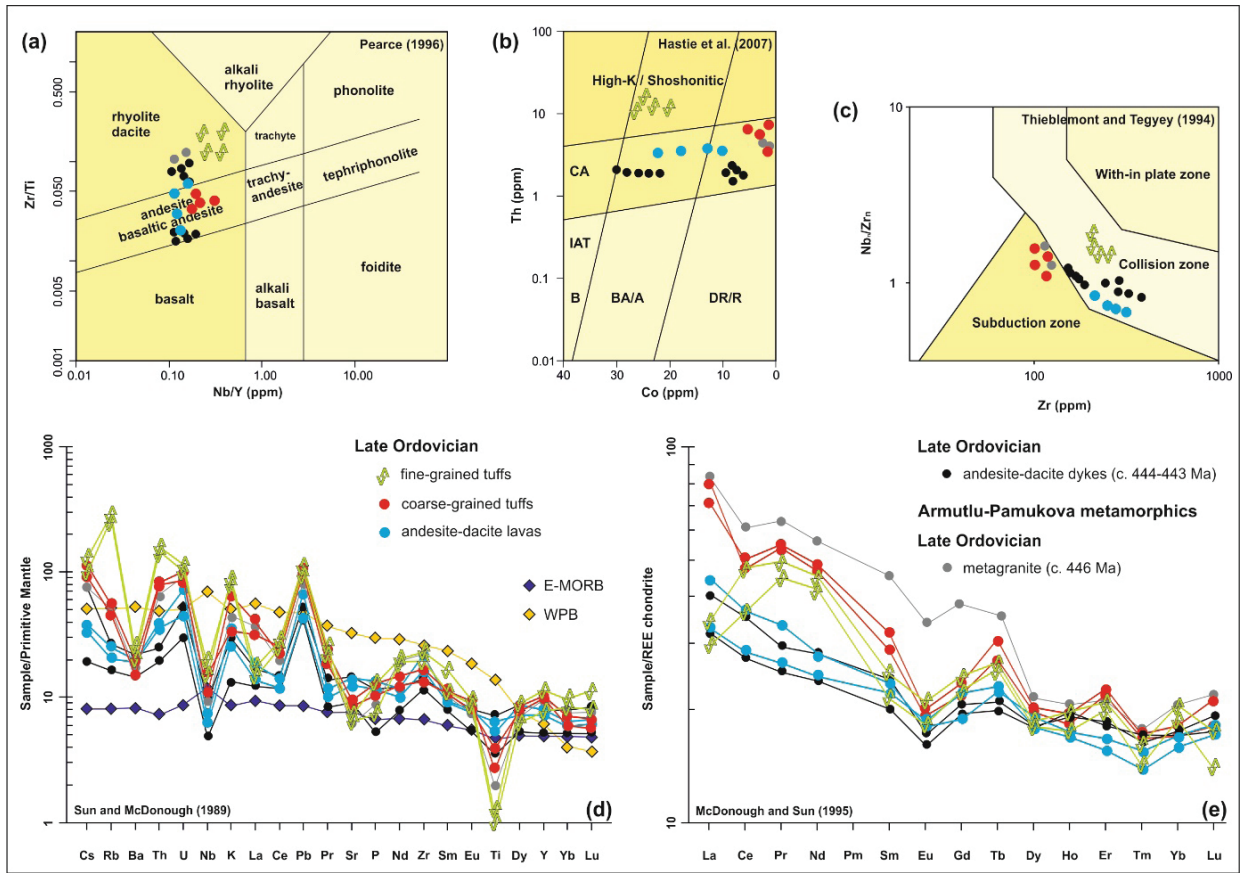 (a)
Pearce (1996)
alkali
rhyolite
phonolite
rhyolite
dacite
trachyte
tephriphonolite
trachy-
andesite
andesite
basaltic andesite
foidite
basalt
alkali
basalt
Zr/Ti
0.500
0.050
0.005
0.001
0.01
0.10
1.00
10.00
Nb/Y (ppm)
(b)
Hastie et al. (2007)
High-K / Shoshonitic
CA
IAT
B
BA/A
DR/R
Th (ppm)
100
10
1
0.1
0.01
40
30
20
10
0
Co (ppm)
(c)
Thieblemont and Tegyey (1994)
With-in plate zone
Collision zone
Subduction zone
Nbₙ/Zrₙ
10
1
100
1000
Zr (ppm)
Late Ordovician
fine-grained tuffs
coarse-grained tuffs
andesite-dacite lavas
E-MORB
WPB
Sample/Primitive Mantle
1000
100
10
1
Sun and McDonough (1989)
(d)
Cs Rb Ba Th U Nb K La Ce Pb Pr Sr P Nd Zr Sm Eu Ti Dy Y Yb Lu
Late Ordovician
andesite-dacite dykes (c. 444-443 Ma)
Armutlu-Pamukova metamorphics
Late Ordovician
metagranite (c. 446 Ma)
Sample/REE chondrite
100
10
McDonough and Sun (1995)
(e)
La Ce Pr Nd Pm Sm Eu Gd Tb Dy Ho Er Tm Yb Lu